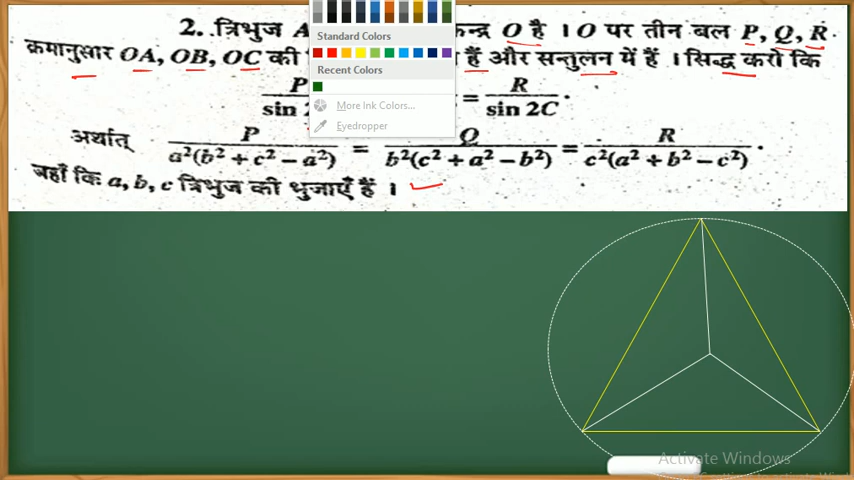 2. त्रिभुज A केन्द्र O है । O पर तीन बल P, Q, R
क्रमानुसार OA, OB, OC की हैं और सन्तुलन में हैं । सिद्ध करो कि
P/sin 2 = R/sin 2C .
अर्थात् P/a²(b² + c² − a²) = Q/b²(c² + a² − b²) = R/c²(a² + b² − c²) .
जहाँ कि a, b, c त्रिभुज की भुजाएँ हैं ।
Standard Colors
Recent Colors
More Ink Colors...
Eyedropper
Activate Windows